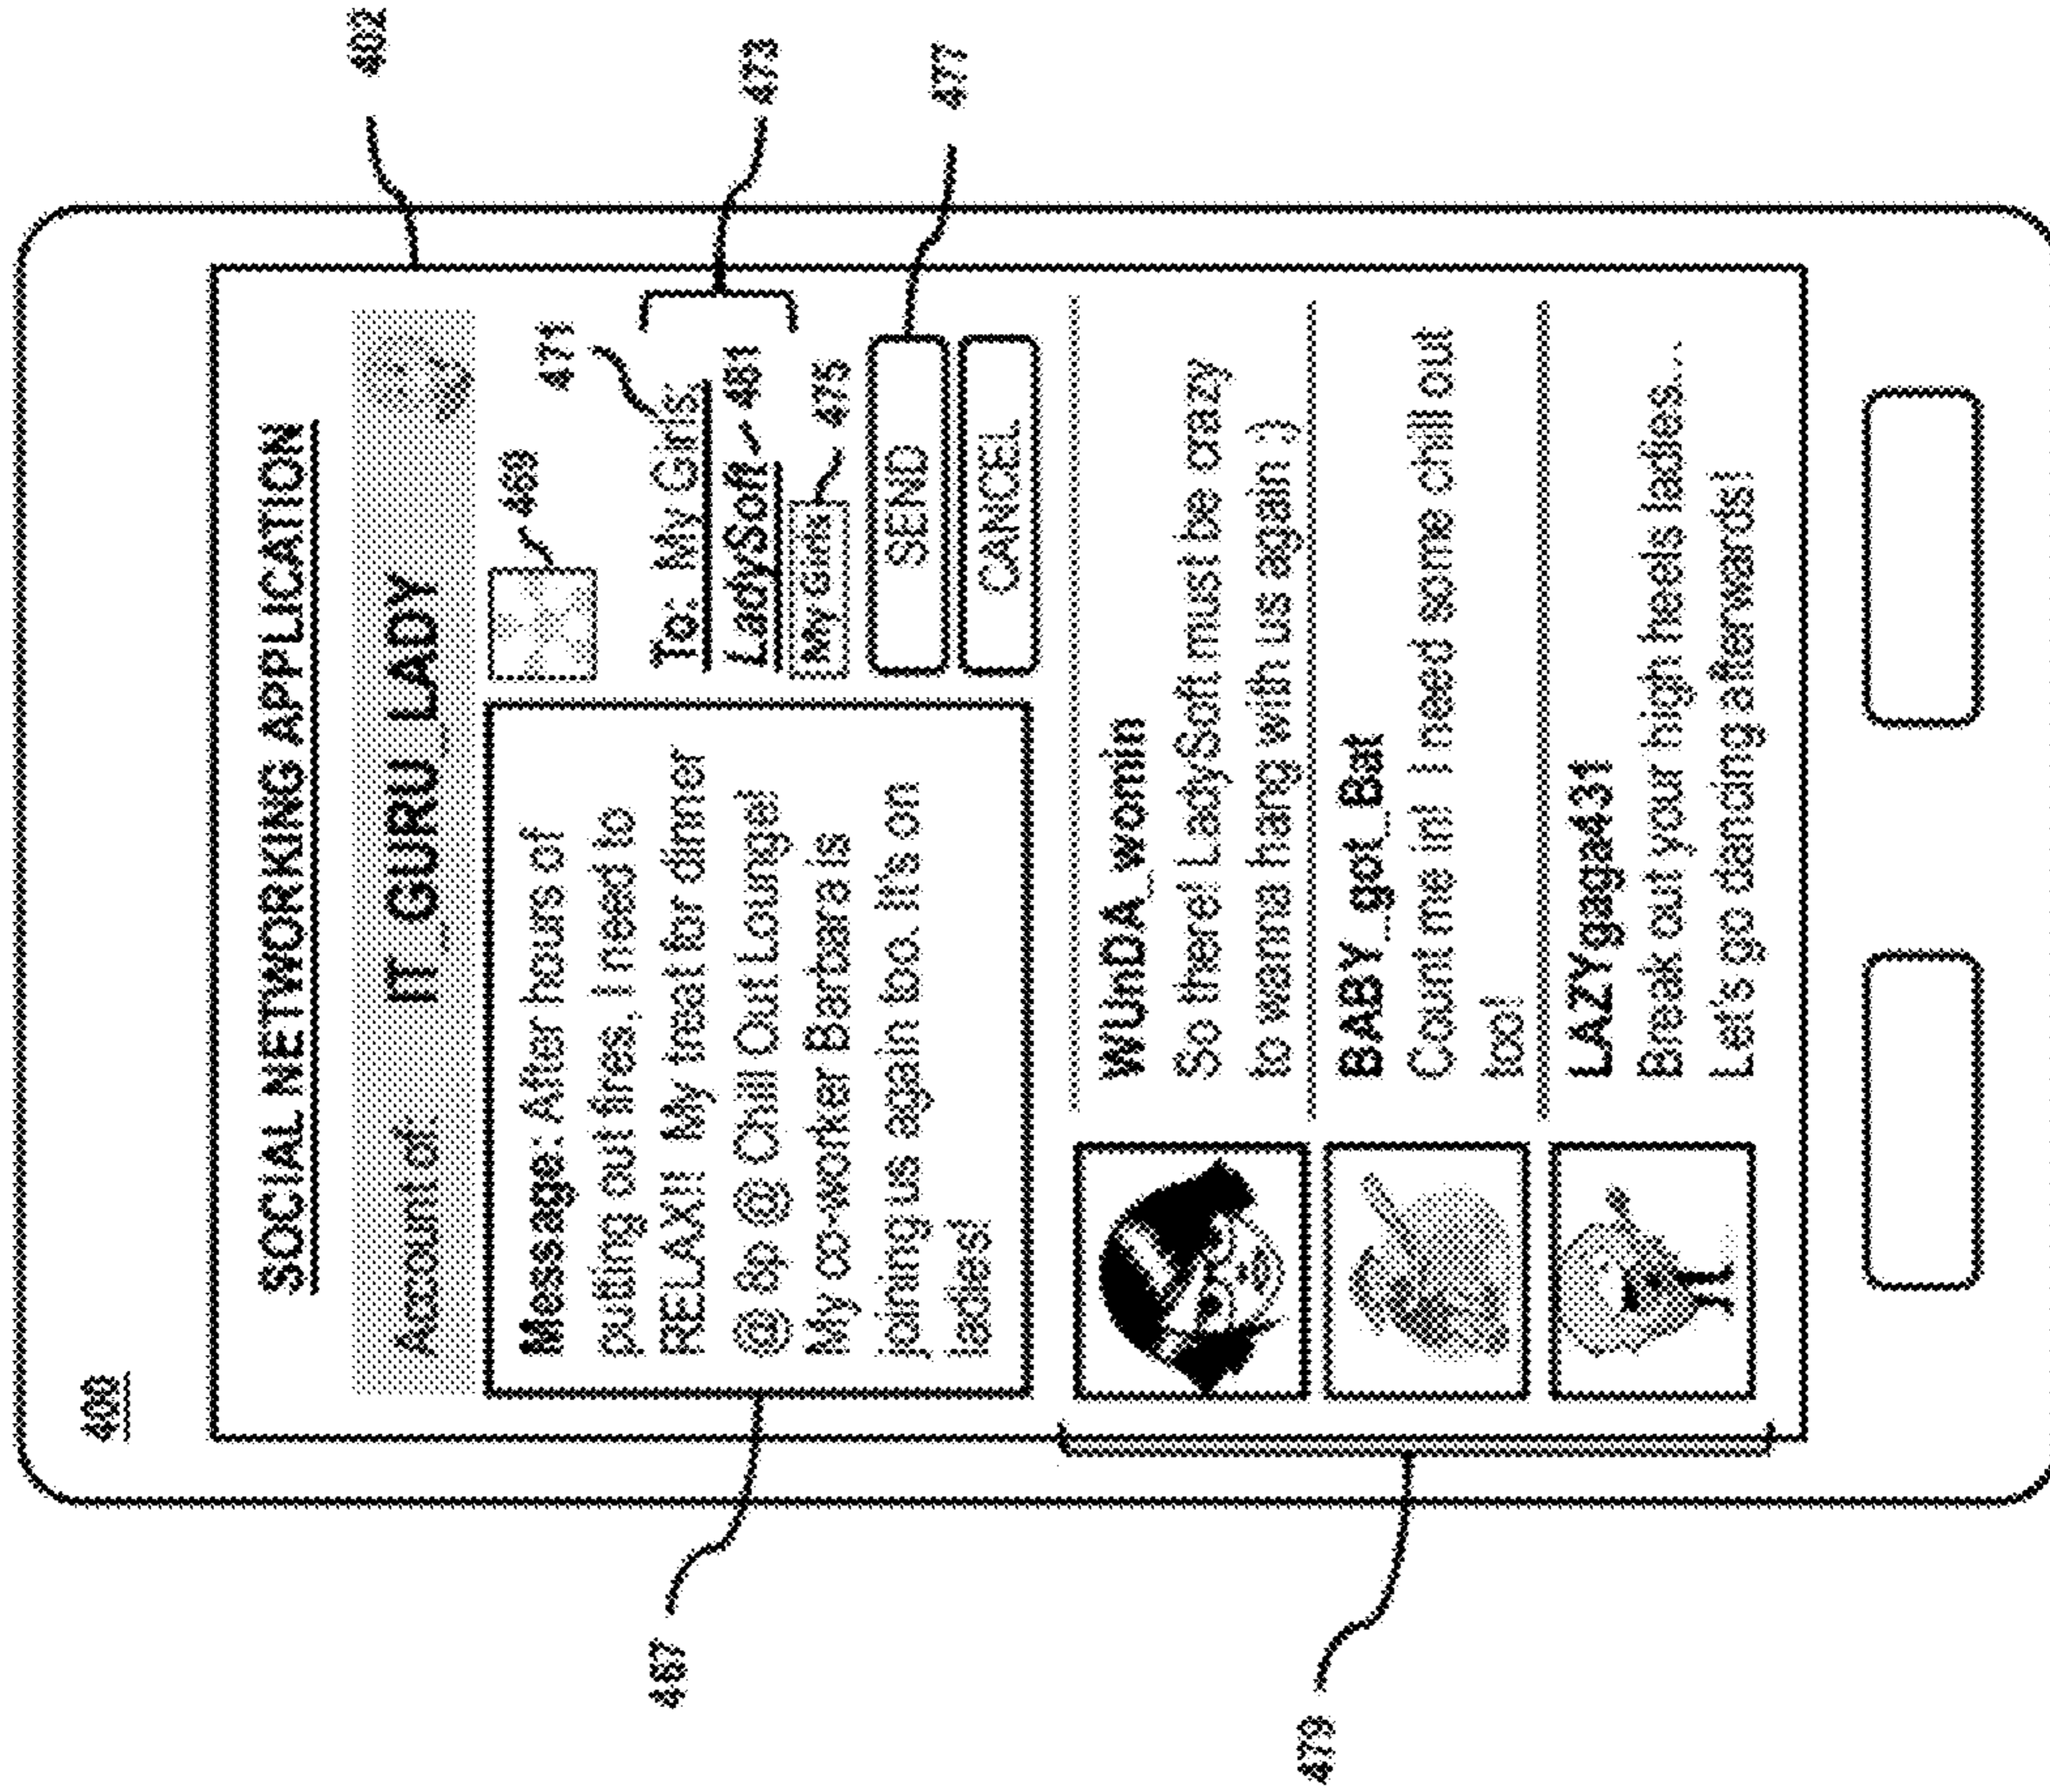 400
402
SOCIAL NETWORKING APPLICATION
Account of IT_GURU_LADY
Message: After hours of
putting out fires, I need to
RELAX!! My treat for dinner
@ 8p @ Chill Out Lounge!
My co-worker Barbara is
joining us again too. It's on
ladies!
469
471
473
To: My Girls
LadySoft 481
My Girls 475
477
SEND
CANCEL
467
479
WUnDA_womin
So there! LadySoft must be crazy
to wanna hang with us again :)
BABY_got_Bat
Count me in! I need some chill out
too!
LAZYgaga431
Break out your high heels ladies...
Let's go dancing afterwards!